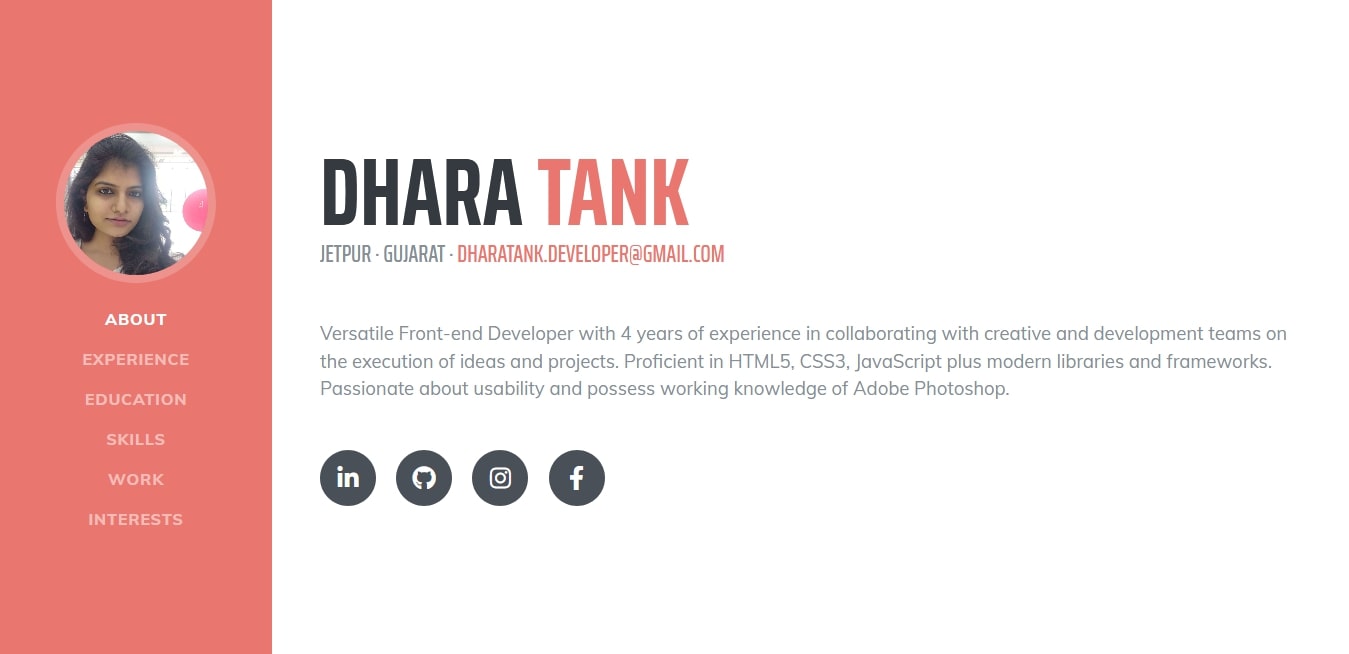 ABOUT
EXPERIENCE
EDUCATION
SKILLS
WORK
INTERESTS
DHARA TANK
JETPUR · GUJARAT · DHARATANK.DEVELOPER@GMAIL.COM
Versatile Front-end Developer with 4 years of experience in collaborating with creative and development teams on
the execution of ideas and projects. Proficient in HTML5, CSS3, JavaScript plus modern libraries and frameworks.
Passionate about usability and possess working knowledge of Adobe Photoshop.
in
f